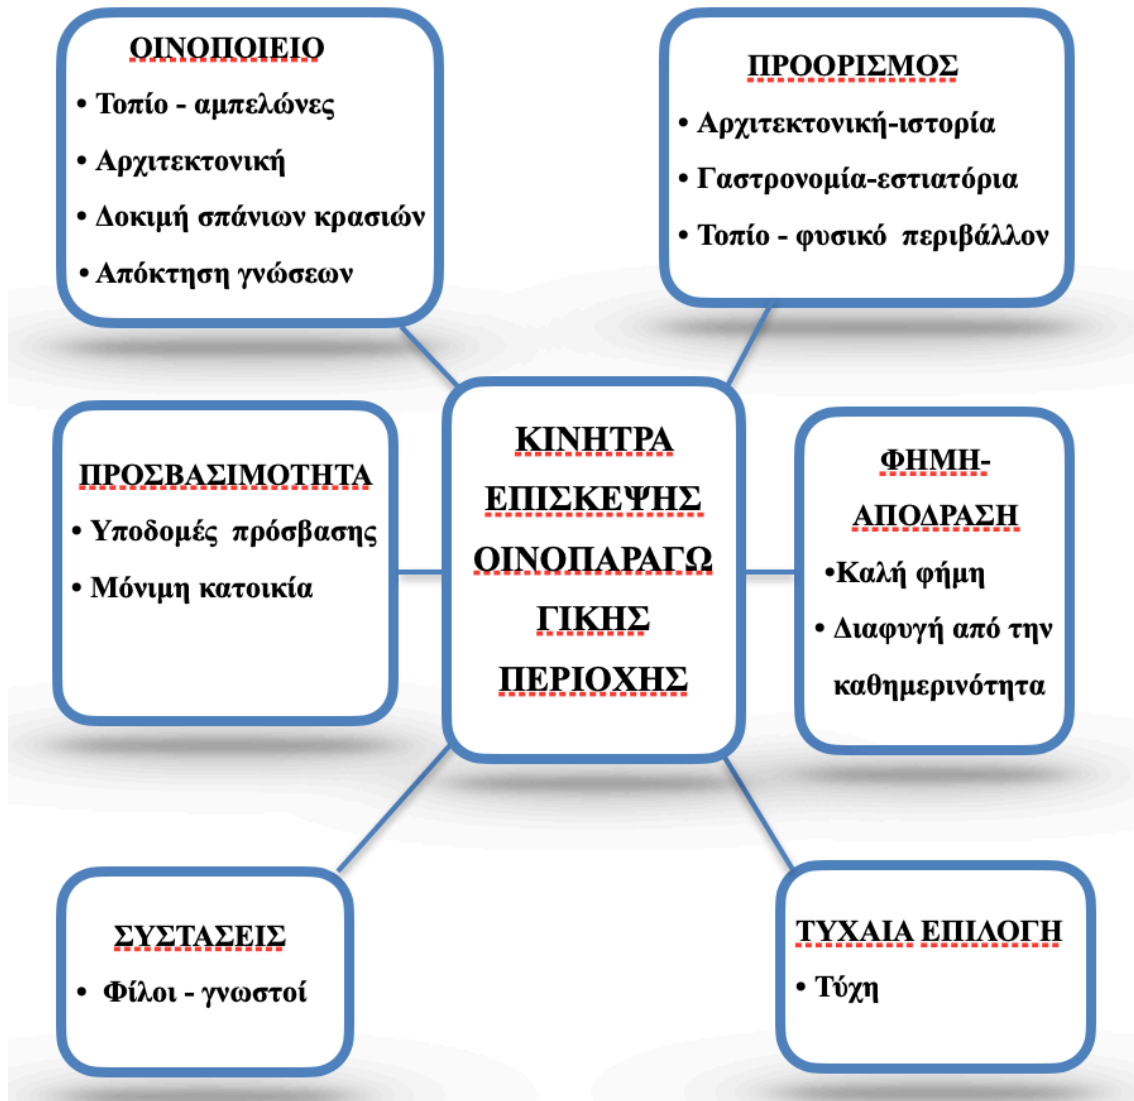 ΟΙΝΟΠΟΙΕΙΟ
• Τοπίο - αμπελώνες
• Αρχιτεκτονική
• Δοκιμή σπάνιων κρασιών
• Απόκτηση γνώσεων
ΠΡΟΟΡΙΣΜΟΣ
• Αρχιτεκτονική-ιστορία
• Γαστρονομία-εστιατόρια
• Τοπίο - φυσικό περιβάλλον
ΠΡΟΣΒΑΣΙΜΟΤΗΤΑ
• Υποδομές πρόσβασης
• Μόνιμη κατοικία
ΚΙΝΗΤΡΑ
ΕΠΙΣΚΕΨΗΣ
ΟΙΝΟΠΑΡΑΓΩ
ΓΙΚΗΣ
ΠΕΡΙΟΧΗΣ
ΦΗΜΗ-
ΑΠΟΔΡΑΣΗ
•Καλή φήμη
• Διαφυγή από την
καθημερινότητα
ΣΥΣΤΑΣΕΙΣ
• Φίλοι - γνωστοί
ΤΥΧΑΙΑ ΕΠΙΛΟΓΗ
• Τύχη